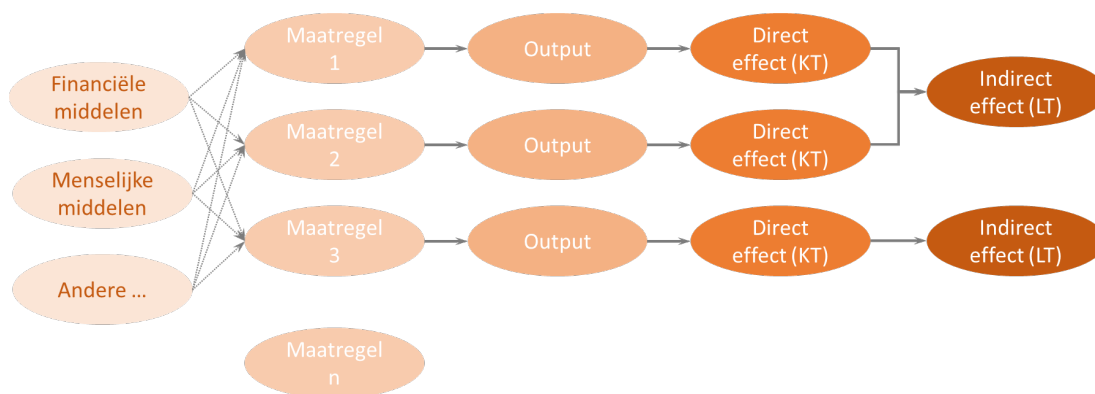 Financiële
middelen
Menselijke
middelen
Andere ...
Maatregel
1
Output
Direct
effect (KT)
Maatregel
2
Output
Direct
effect (KT)
Indirect
effect (LT)
Maatregel
3
Output
Direct
effect (KT)
Indirect
effect (LT)
Maatregel
n